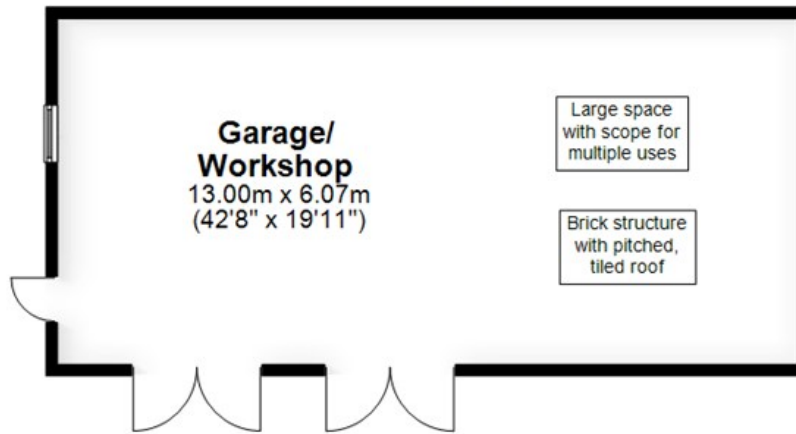 Garage/
Workshop
13.00m x 6.07m
(42'8" x 19'11")
Large space
with scope for
multiple uses
Brick structure
with pitched,
tiled roof